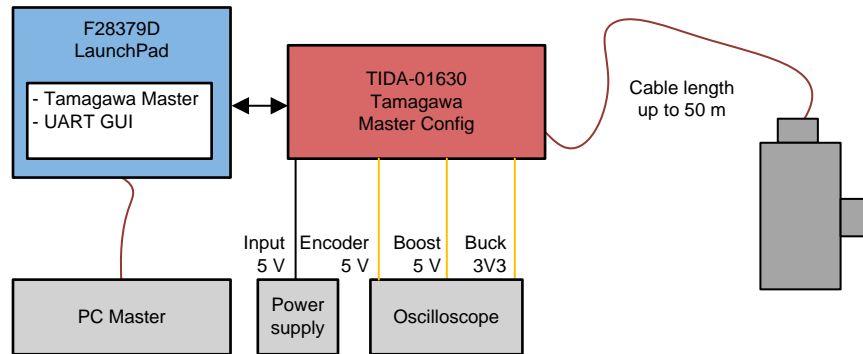 F28379D
LaunchPad
- Tamagawa Master
- UART GUI
TIDA-01630
Tamagawa
Master Config
Cable length
up to 50 m
Input
5 V
Encoder
5 V
Boost
5 V
Buck
3V3
PC Master
Power
supply
Oscilloscope